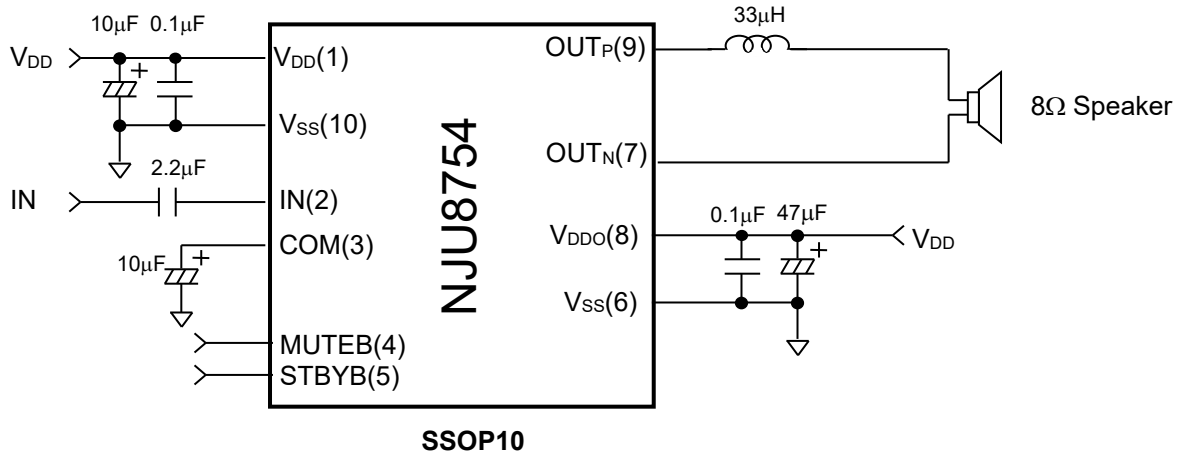 10μF 0.1μF
VDD
VDD(1)
VSS(10)
2.2μF
IN
IN(2)
COM(3)
10μF
MUTEB(4)
STBYB(5)
NJU8754
33μH
OUTP(9)
8Ω Speaker
OUTN(7)
0.1μF 47μF
VDDO(8)
VDD
VSS(6)
SSOP10